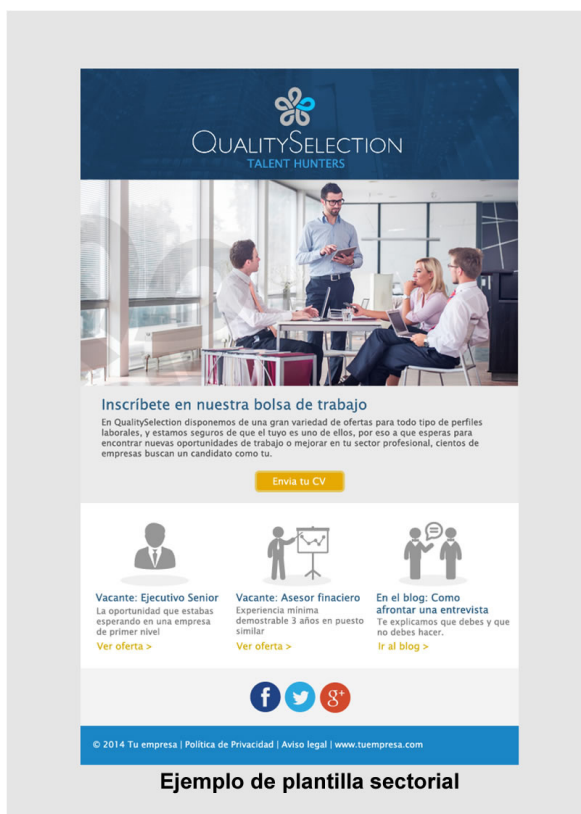 QUALITYSELECTION
TALENT HUNTERS
Inscríbete en nuestra bolsa de trabajo
En QualitySelection disponemos de una gran variedad de ofertas para todo tipo de perfiles
laborales, y estamos seguros de que el tuyo es uno de ellos, por eso a que esperas para
encontrar nuevas oportunidades de trabajo o mejorar en tu sector profesional, cientos de
empresas buscan un candidato como tu.
Envia tu CV
Vacante: Ejecutivo Senior
La oportunidad que estabas
esperando en una empresa
de primer nivel
Ver oferta >
Vacante: Asesor finaciero
Experiencia mínima
demostrable 3 años en puesto
similar
Ver oferta >
En el blog: Como
afrontar una entrevista
Te explicamos que debes y que
no debes hacer.
Ir al blog >
f
g+
© 2014 Tu empresa | Política de Privacidad | Aviso legal | www.tuempresa.com
Ejemplo de plantilla sectorial